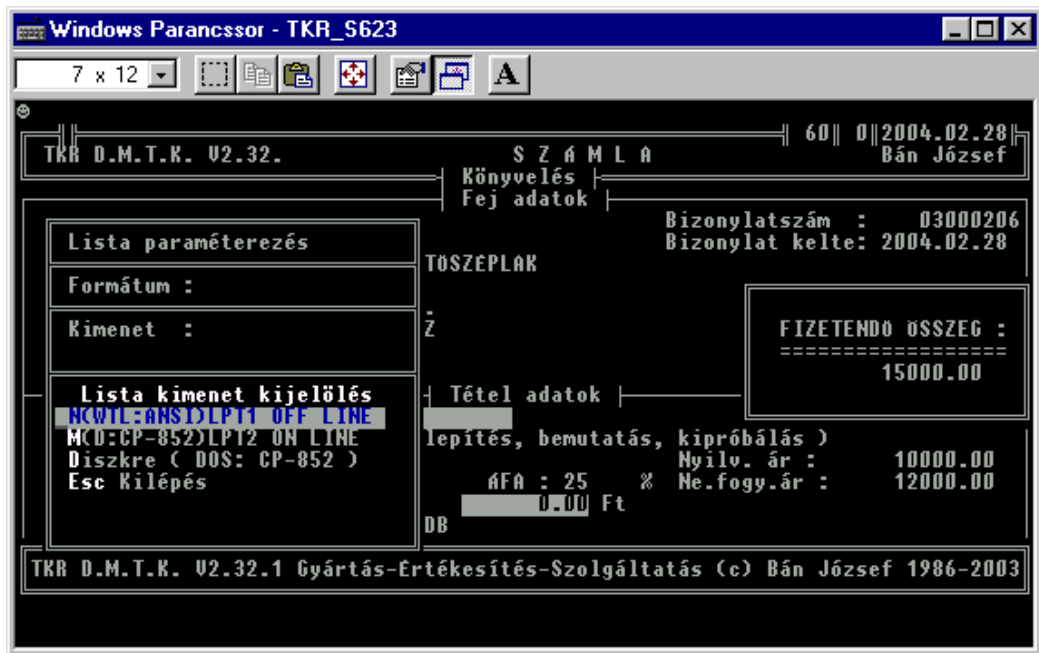 Windows Parancssor - TKR_S623
7 x 12
A
60 0 2004.02.28
TKR D.M.T.K. V2.32. S Z Á M L A Bán József
Könyvelés
Fej adatok
Bizonylatszám : 03000206
Lista paraméterezés Bizonylat kelte: 2004.02.28
TÖSZÉPLAK
Formátum :
Kimenet : Z FIZETENDÖ ÖSSZEG :
==================
15000.00
Lista kimenet kijelölés Tétel adatok
N(WTL:ANSI)LPT1 OFF LINE
M(D:CP-852)LPT2 ON LINE lepítés, bemutatás, kipróbálás )
Diszkre ( DOS: CP-852 ) Nyilv. ár : 10000.00
Esc Kilépés ÁFA : 25 % Ne.fogy.ár : 12000.00
0.00 Ft
DB
TKR D.M.T.K. V2.32.1 Gyártás-Értékesítés-Szolgáltatás (c) Bán József 1986-2003